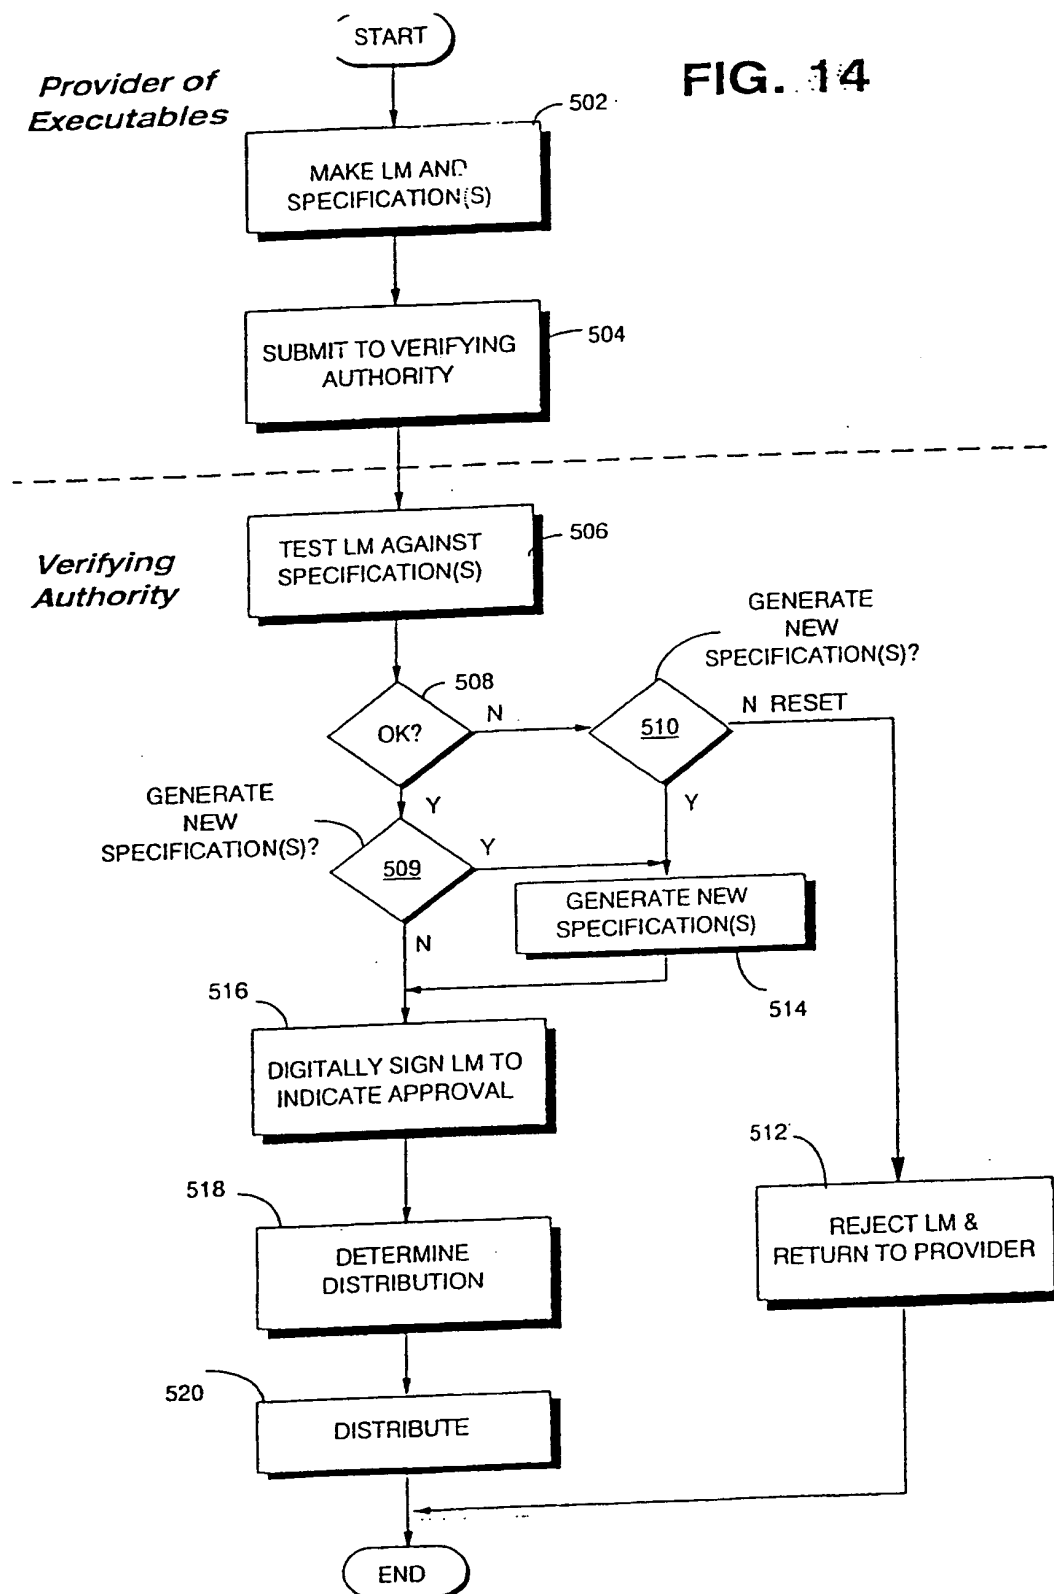 START
FIG. 14
Provider of
Executables
502
MAKE LM AND
SPECIFICATION(S)
SUBMIT TO VERIFYING
AUTHORITY
504
Verifying
Authority
TEST LM AGAINST
SPECIFICATION(S)
506
GENERATE
NEW
SPECIFICATION(S)?
508
OK?
N
510
N RESET
Y
Y
GENERATE
NEW
SPECIFICATION(S)?
509
Y
N
GENERATE NEW
SPECIFICATION(S)
514
516
DIGITALLY SIGN LM TO
INDICATE APPROVAL
512
REJECT LM &
RETURN TO PROVIDER
518
DETERMINE
DISTRIBUTION
520
DISTRIBUTE
END